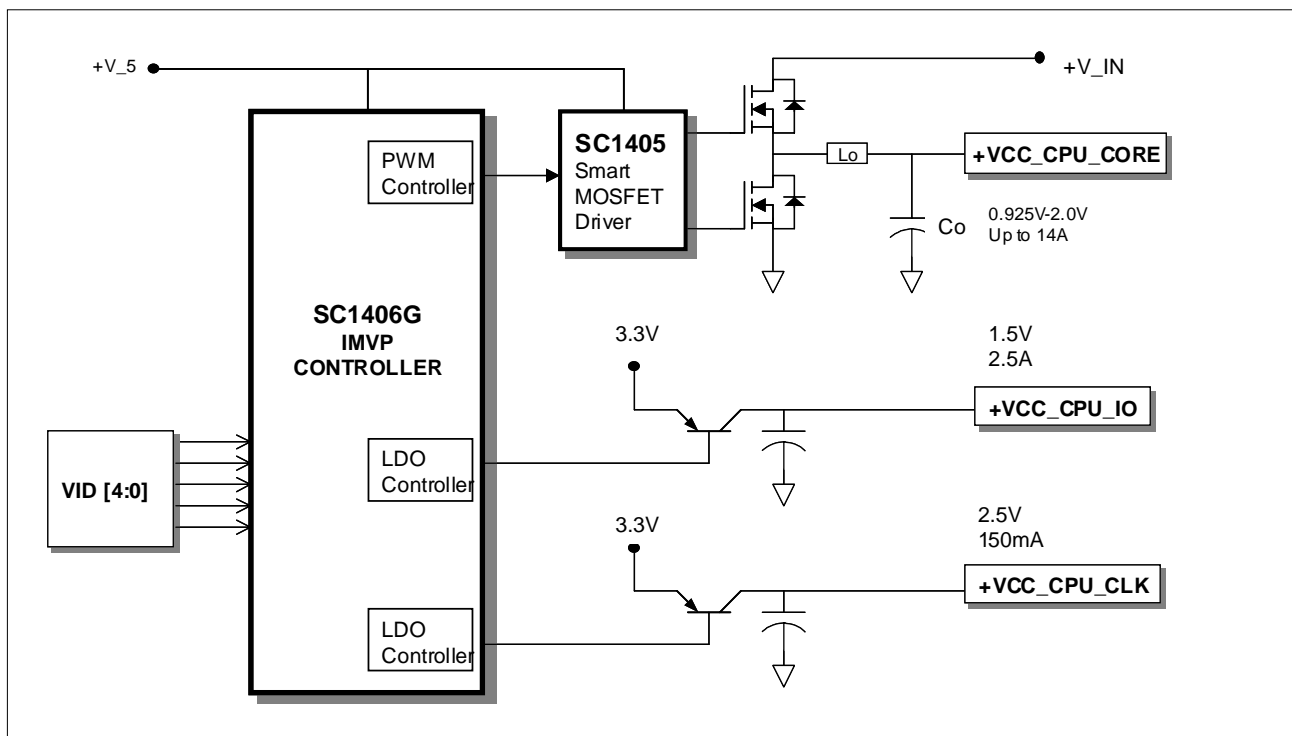 +V_5
+V_IN
PWM
Controller
SC1405
Smart
MOSFET
Driver
Lo
+VCC_CPU_CORE
Co
0.925V-2.0V
Up to 14A
SC1406G
IMVP
CONTROLLER
3.3V
1.5V
2.5A
+VCC_CPU_IO
LDO
Controller
VID [4:0]
3.3V
2.5V
150mA
+VCC_CPU_CLK
LDO
Controller